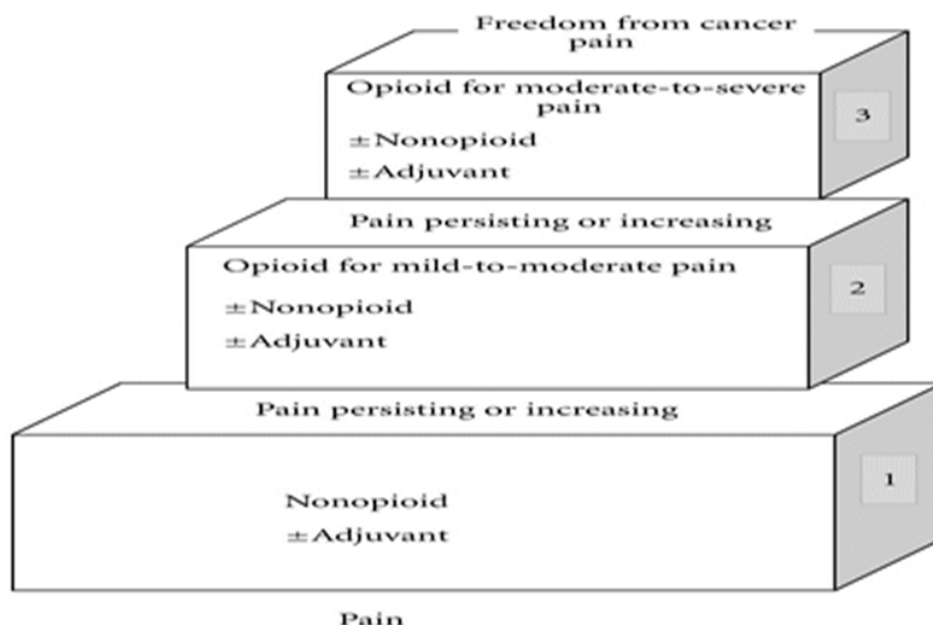 Freedom from cancer
pain
Opioid for moderate-to-severe
pain
±Nonopioid
±Adjuvant
3
Pain persisting or increasing
Opioid for mild-to-moderate pain
±Nonopioid
±Adjuvant
2
Pain persisting or increasing
Nonopioid
±Adjuvant
1
Pain